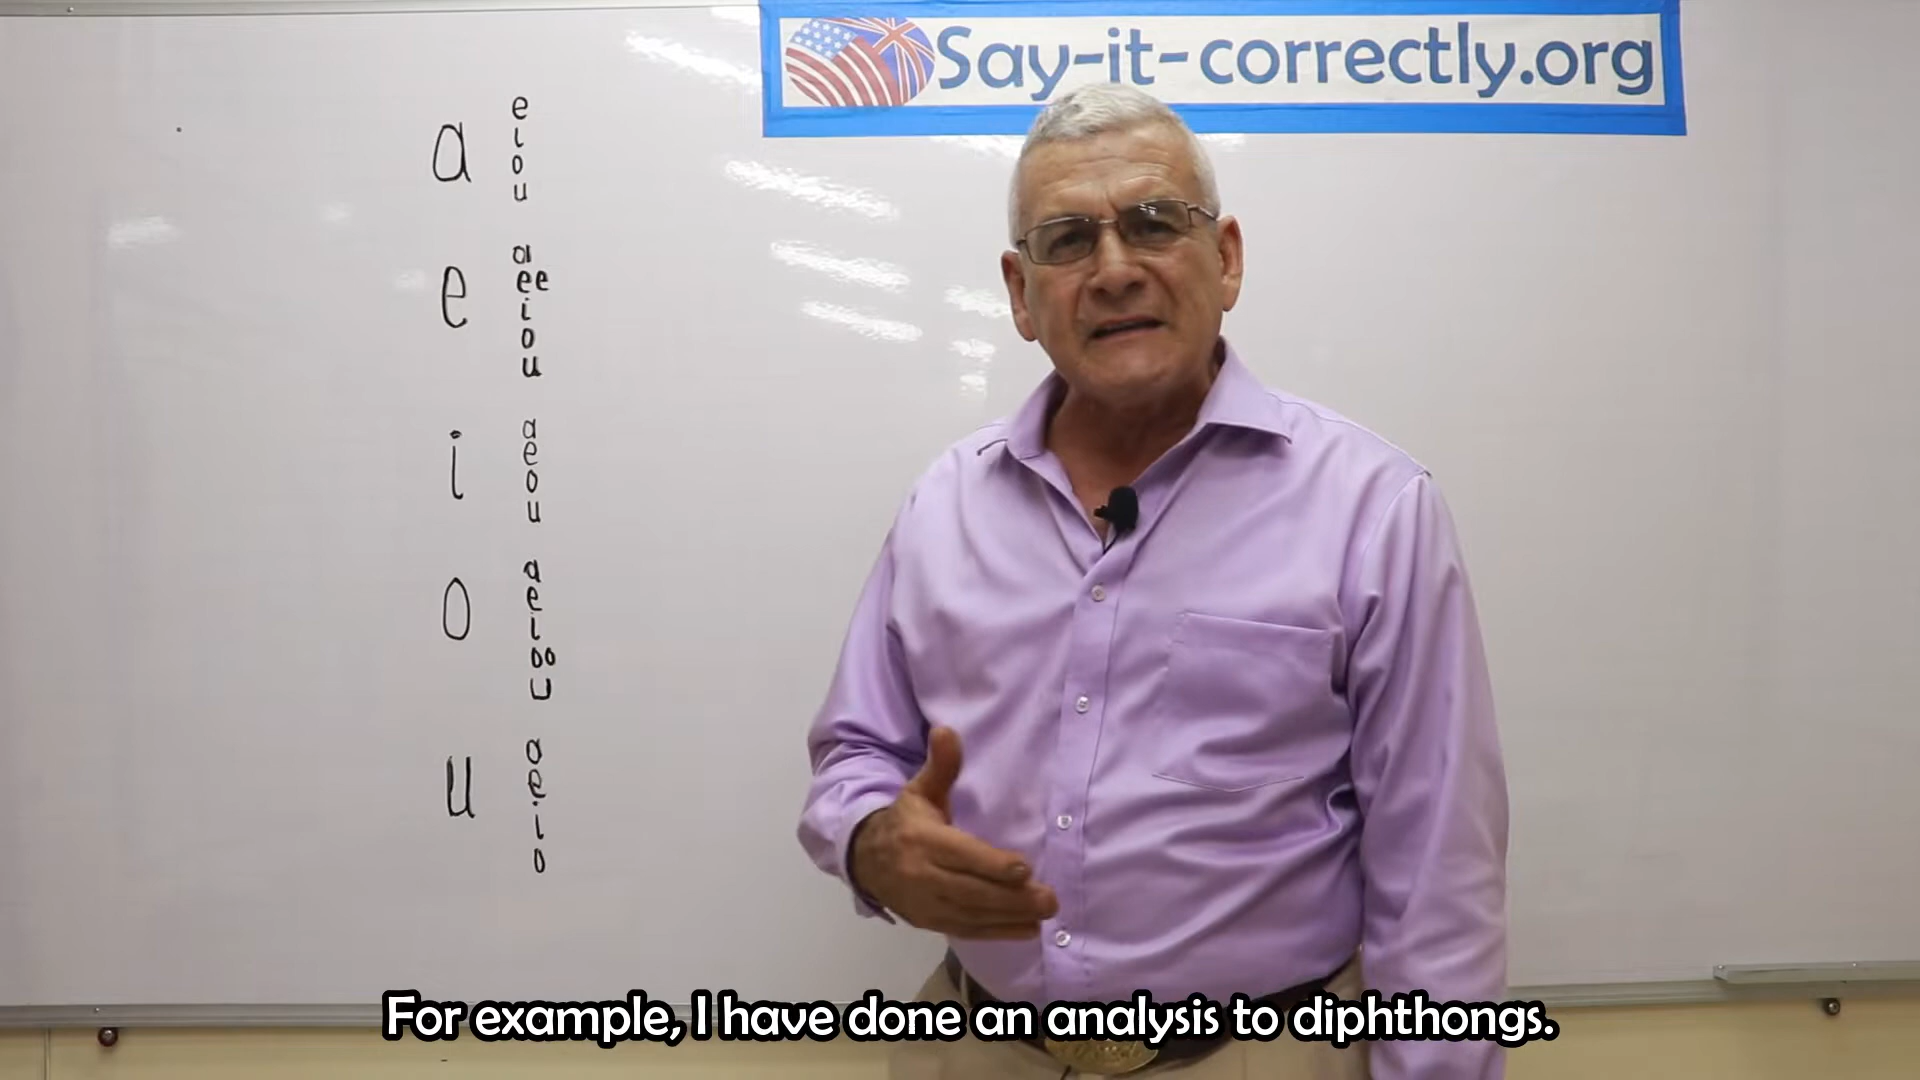 Say-it-correctly.org
a
e
i
o
u
e
a
ee
i
o
u
i
a
e
o
u
o
a
e
i
oo
u
u
a
e
i
o
For example, I have done an analysis to diphthongs.